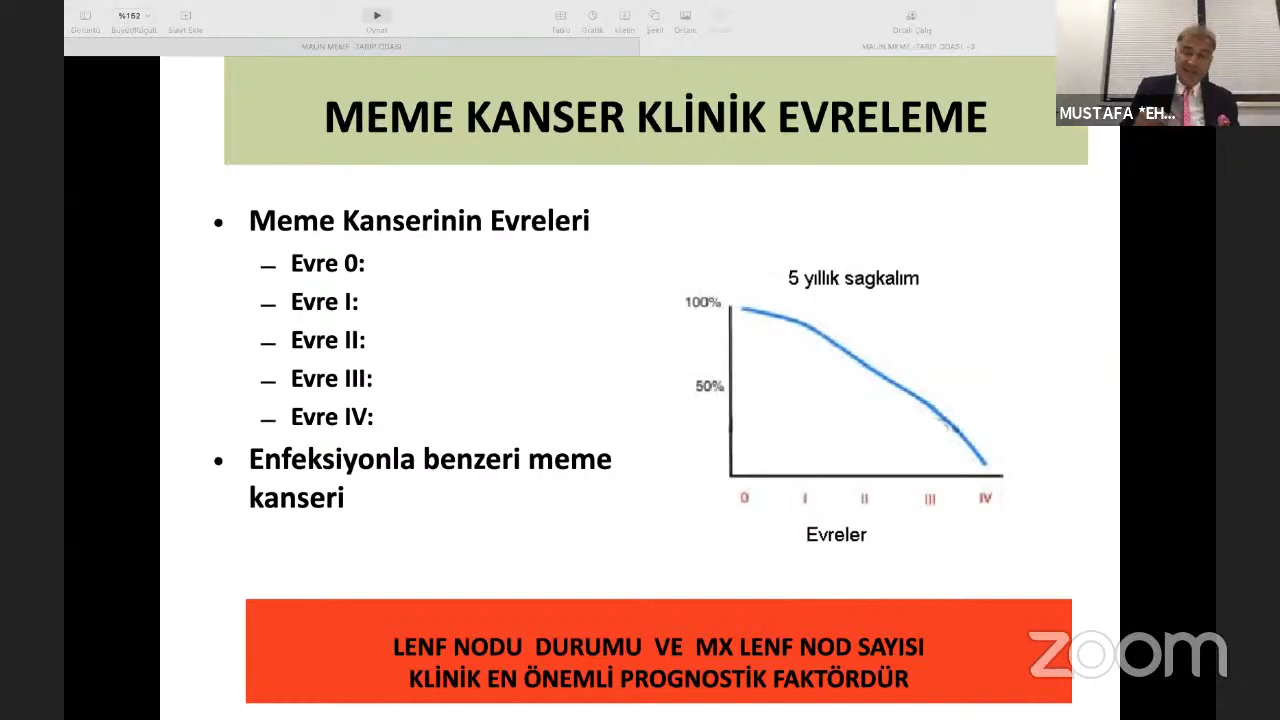 %152
Görüntü
Büyüt/Küçült
Slayt Ekle
Oynat
Tablo
Grafik
Metin
Şekil
Ortam
Ortak Çalış
MALIN MEME -TABIP ODASI
MALIN MEME -TABIP ODASI -3
MUSTAFA *EH...
MEME KANSER KLİNİK EVRELEME
• Meme Kanserinin Evreleri
– Evre 0:
– Evre I:
– Evre II:
– Evre III:
– Evre IV:
• Enfeksiyonla benzeri meme
kanseri
5 yıllık sagkalım
100%
50%
0 I II III IV
Evreler
LENF NODU DURUMU VE MX LENF NOD SAYISI
KLİNİK EN ÖNEMLİ PROGNOSTİK FAKTÖRDÜR
zoom